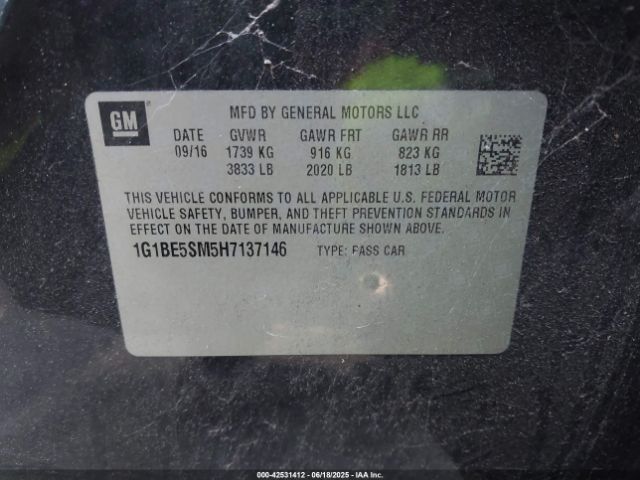 GM
MFD BY GENERAL MOTORS LLC
DATE GVWR GAWR FRT GAWR RR
09/16 1739 KG 916 KG 823 KG
3833 LB 2020 LB 1813 LB
THIS VEHICLE CONFORMS TO ALL APPLICABLE U.S. FEDERAL MOTOR
VEHICLE SAFETY, BUMPER, AND THEFT PREVENTION STANDARDS IN
EFFECT ON THE DATE OF MANUFACTURE SHOWN ABOVE.
1G1BE5SM5H7137146 TYPE: PASS CAR
000-42531412 | 06/18/2025 | IAA Inc.